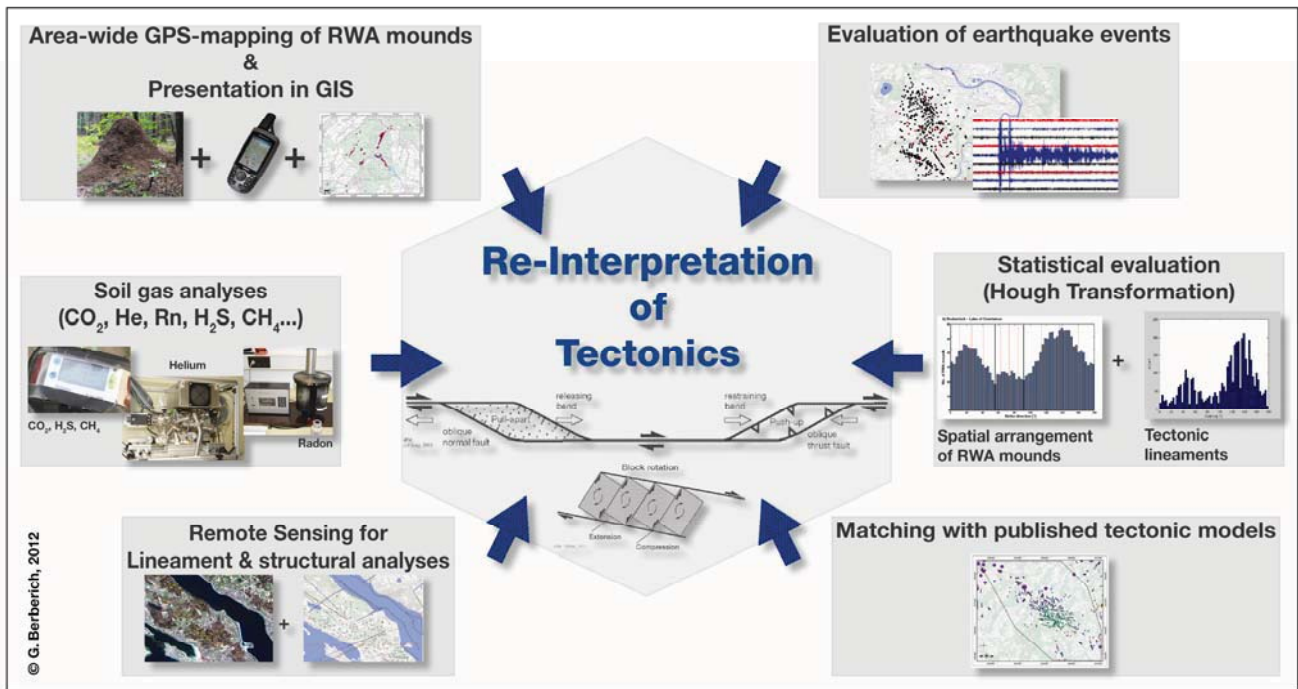 Area-wide GPS-mapping of RWA mounds
&
Presentation in GIS
+
+
Evaluation of earthquake events
Re-Interpretation
of
Tectonics
Soil gas analyses
(CO₂, He, Rn, H₂S, CH₄...)
Helium
CO₂, H₂S, CH₄
Radon
Statistical evaluation
(Hough Transformation)
+
Spatial arrangement
of RWA mounds
Tectonic
lineaments
releasing
bend
Pull-apart
oblique
normal fault
restraining
bend
Push-up
oblique
thrust fault
Block rotation
Extension
Compression
Remote Sensing for
Lineament & structural analyses
+
Matching with published tectonic models
© G. Berberich, 2012